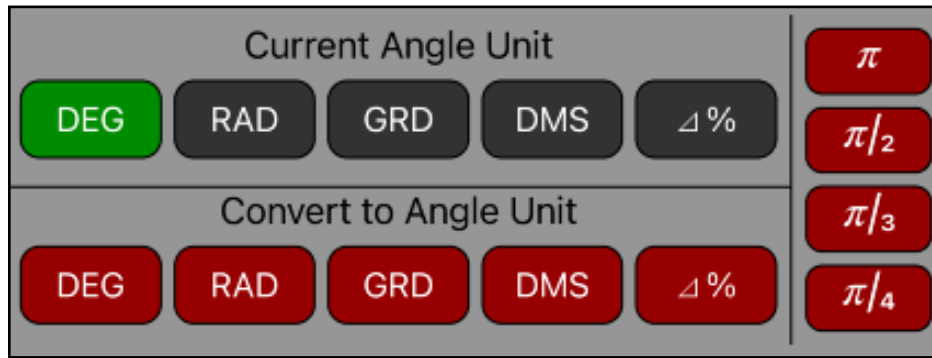 Current Angle Unit
DEG RAD GRD DMS ⊿%
Convert to Angle Unit
DEG RAD GRD DMS ⊿%
π
π/2
π/3
π/4